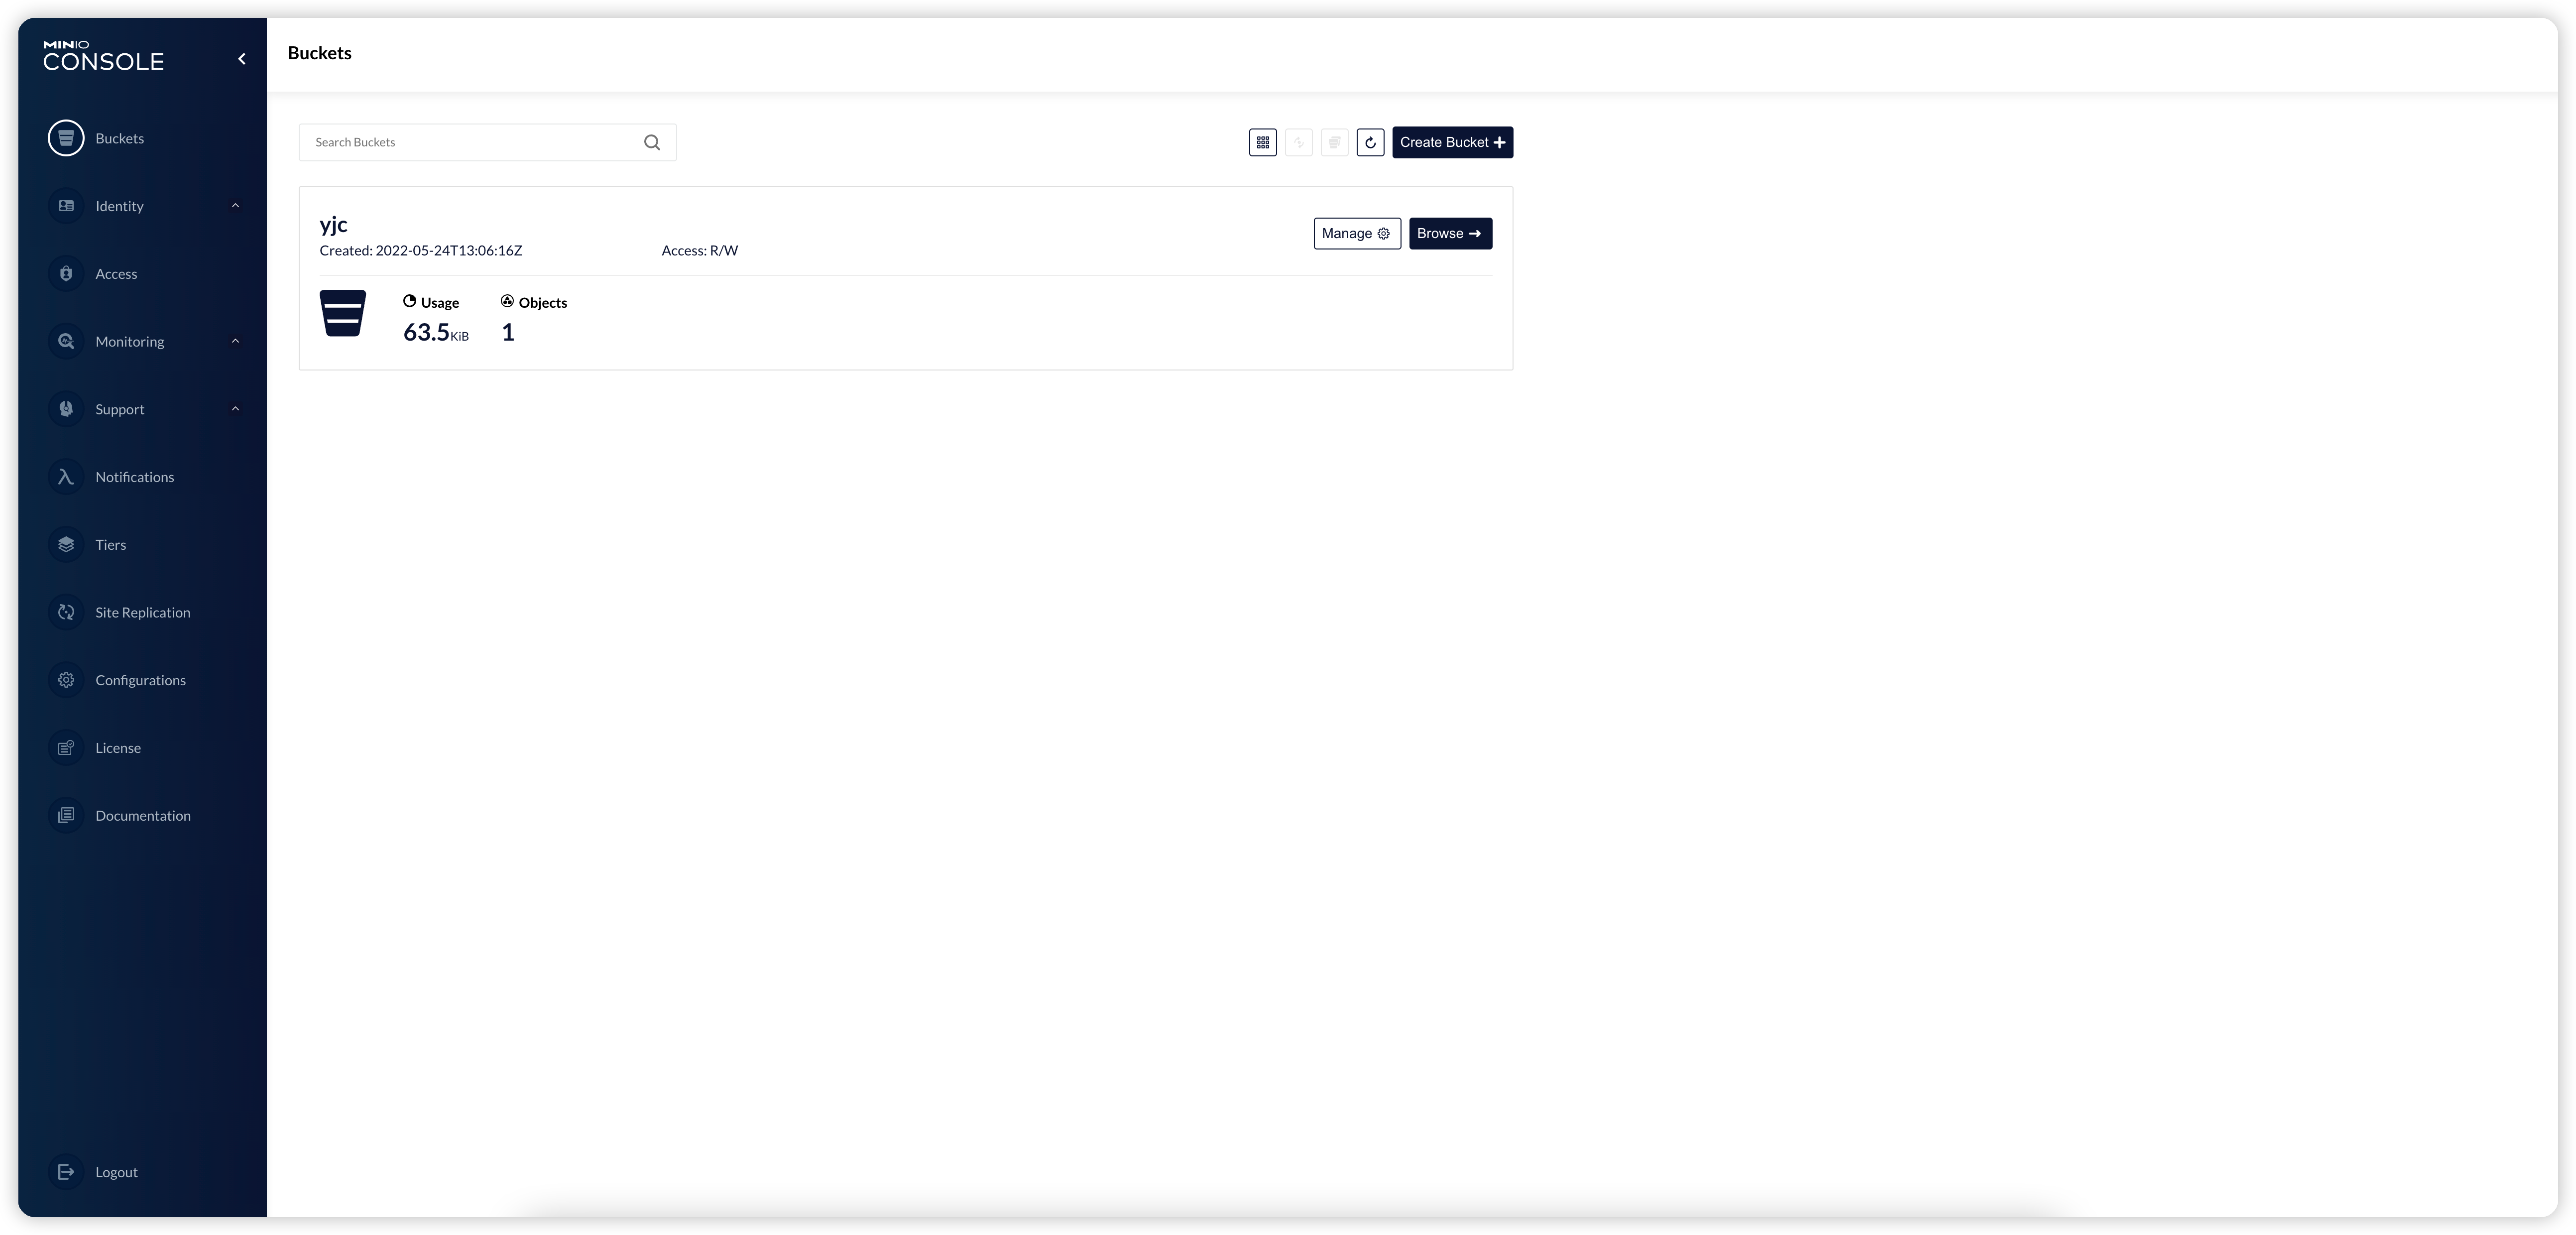 MINIO
CONSOLE
Buckets
Identity
Access
Monitoring
Support
Notifications
Tiers
Site Replication
Configurations
License
Documentation
Logout
Buckets
Search Buckets
Create Bucket
yjc
Created: 2022-05-24T13:06:16Z Access: R/W
Manage Browse
Usage Objects
63.5KiB 1